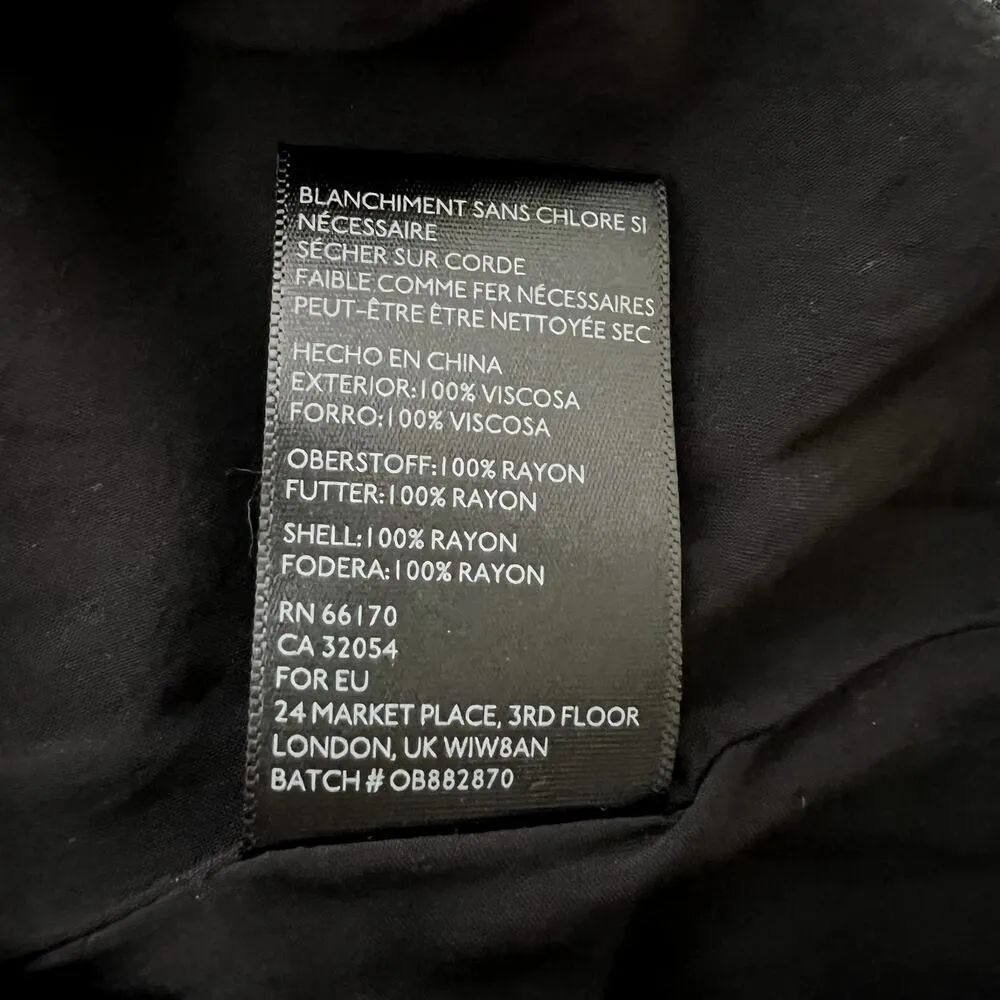 BLANCHIMENT SANS CHLORE SI
NÉCESSAIRE
SÉCHER SUR CORDE
FAIBLE COMME FER NÉCESSAIRES
PEUT-ÊTRE ÊTRE NETTOYÉE SEC
HECHO EN CHINA
EXTERIOR:100% VISCOSA
FORRO:100% VISCOSA
OBERSTOFF:100% RAYON
FUTTER:100% RAYON
SHELL:100% RAYON
FODERA:100% RAYON
RN 66170
CA 32054
FOR EU
24 MARKET PLACE, 3RD FLOOR
LONDON, UK WIW8AN
BATCH # OB882870